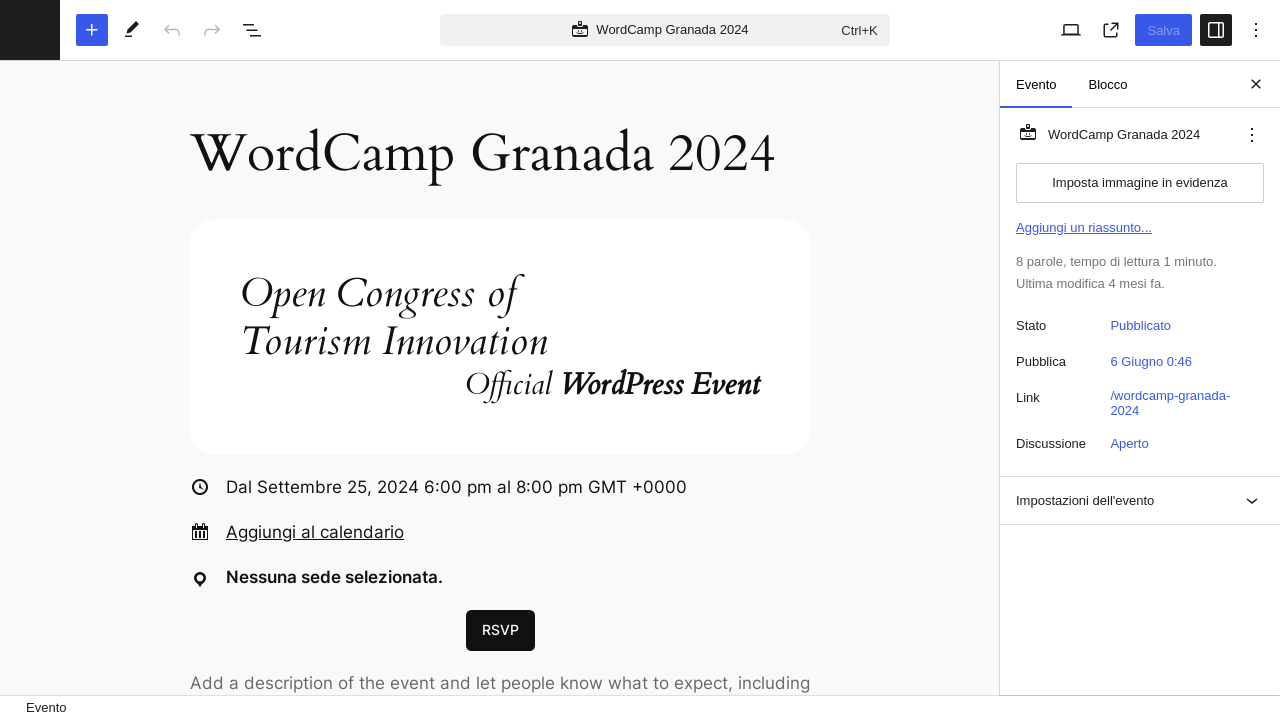 WordCamp Granada 2024
Ctrl+K
Salva
WordCamp Granada 2024
Open Congress of
Tourism Innovation
Official WordPress Event
Dal Settembre 25, 2024 6:00 pm al 8:00 pm GMT +0000
Aggiungi al calendario
Nessuna sede selezionata.
RSVP
Add a description of the event and let people know what to expect, including
Evento
Blocco
WordCamp Granada 2024
Imposta immagine in evidenza
Aggiungi un riassunto...
8 parole, tempo di lettura 1 minuto.
Ultima modifica 4 mesi fa.
Stato Pubblicato
Pubblica 6 Giugno 0:46
Link /wordcamp-granada-
2024
Discussione Aperto
Impostazioni dell'evento
Evento